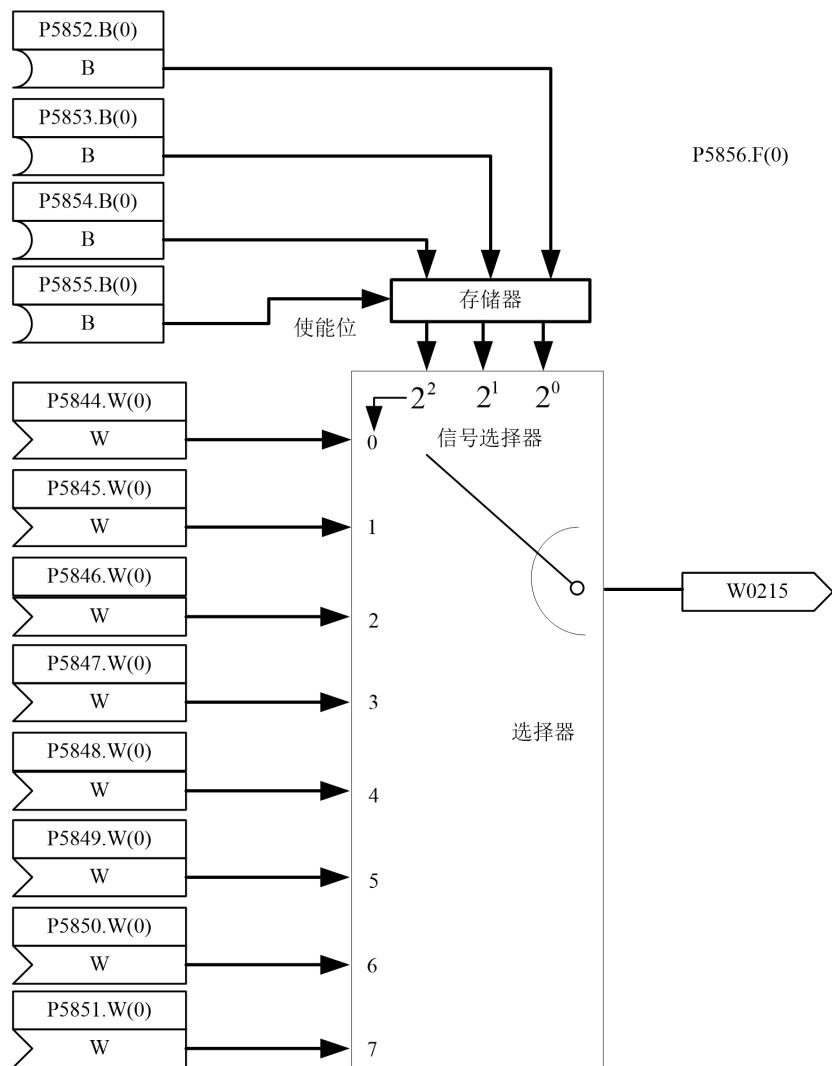 P5852.B(0)
B
P5853.B(0)
B
P5856.F(0)
P5854.B(0)
B
P5855.B(0)
B
存储器
使能位
2² 2¹ 2⁰
信号选择器
P5844.W(0)
W
0
P5845.W(0)
W
1
P5846.W(0)
W
2
W0215
P5847.W(0)
W
3
选择器
P5848.W(0)
W
4
P5849.W(0)
W
5
P5850.W(0)
W
6
P5851.W(0)
W
7